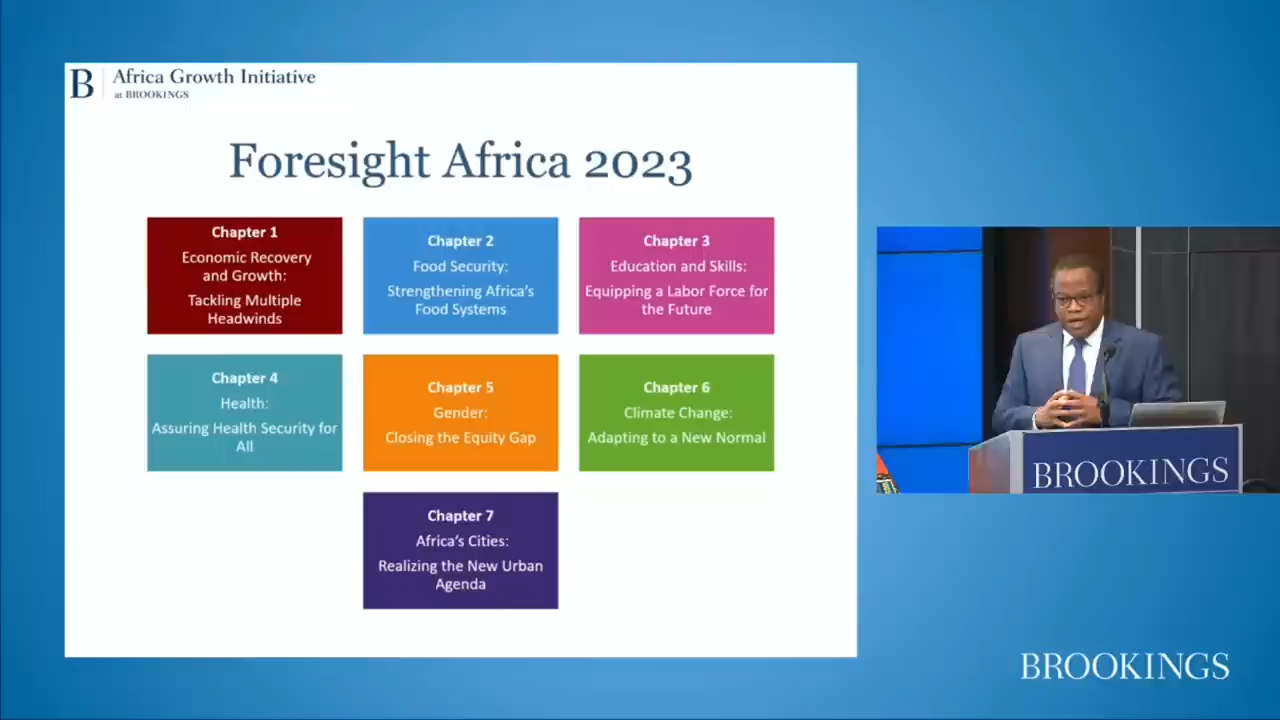 B
Africa Growth Initiative
at BROOKINGS
Foresight Africa 2023
Chapter 1
Economic Recovery
and Growth:
Tackling Multiple
Headwinds
Chapter 2
Food Security:
Strengthening Africa's
Food Systems
Chapter 3
Education and Skills:
Equipping a Labor Force for
the Future
Chapter 4
Health:
Assuring Health Security for
All
Chapter 5
Gender:
Closing the Equity Gap
Chapter 6
Climate Change:
Adapting to a New Normal
Chapter 7
Africa's Cities:
Realizing the New Urban
Agenda
BROOKINGS
BROOKINGS